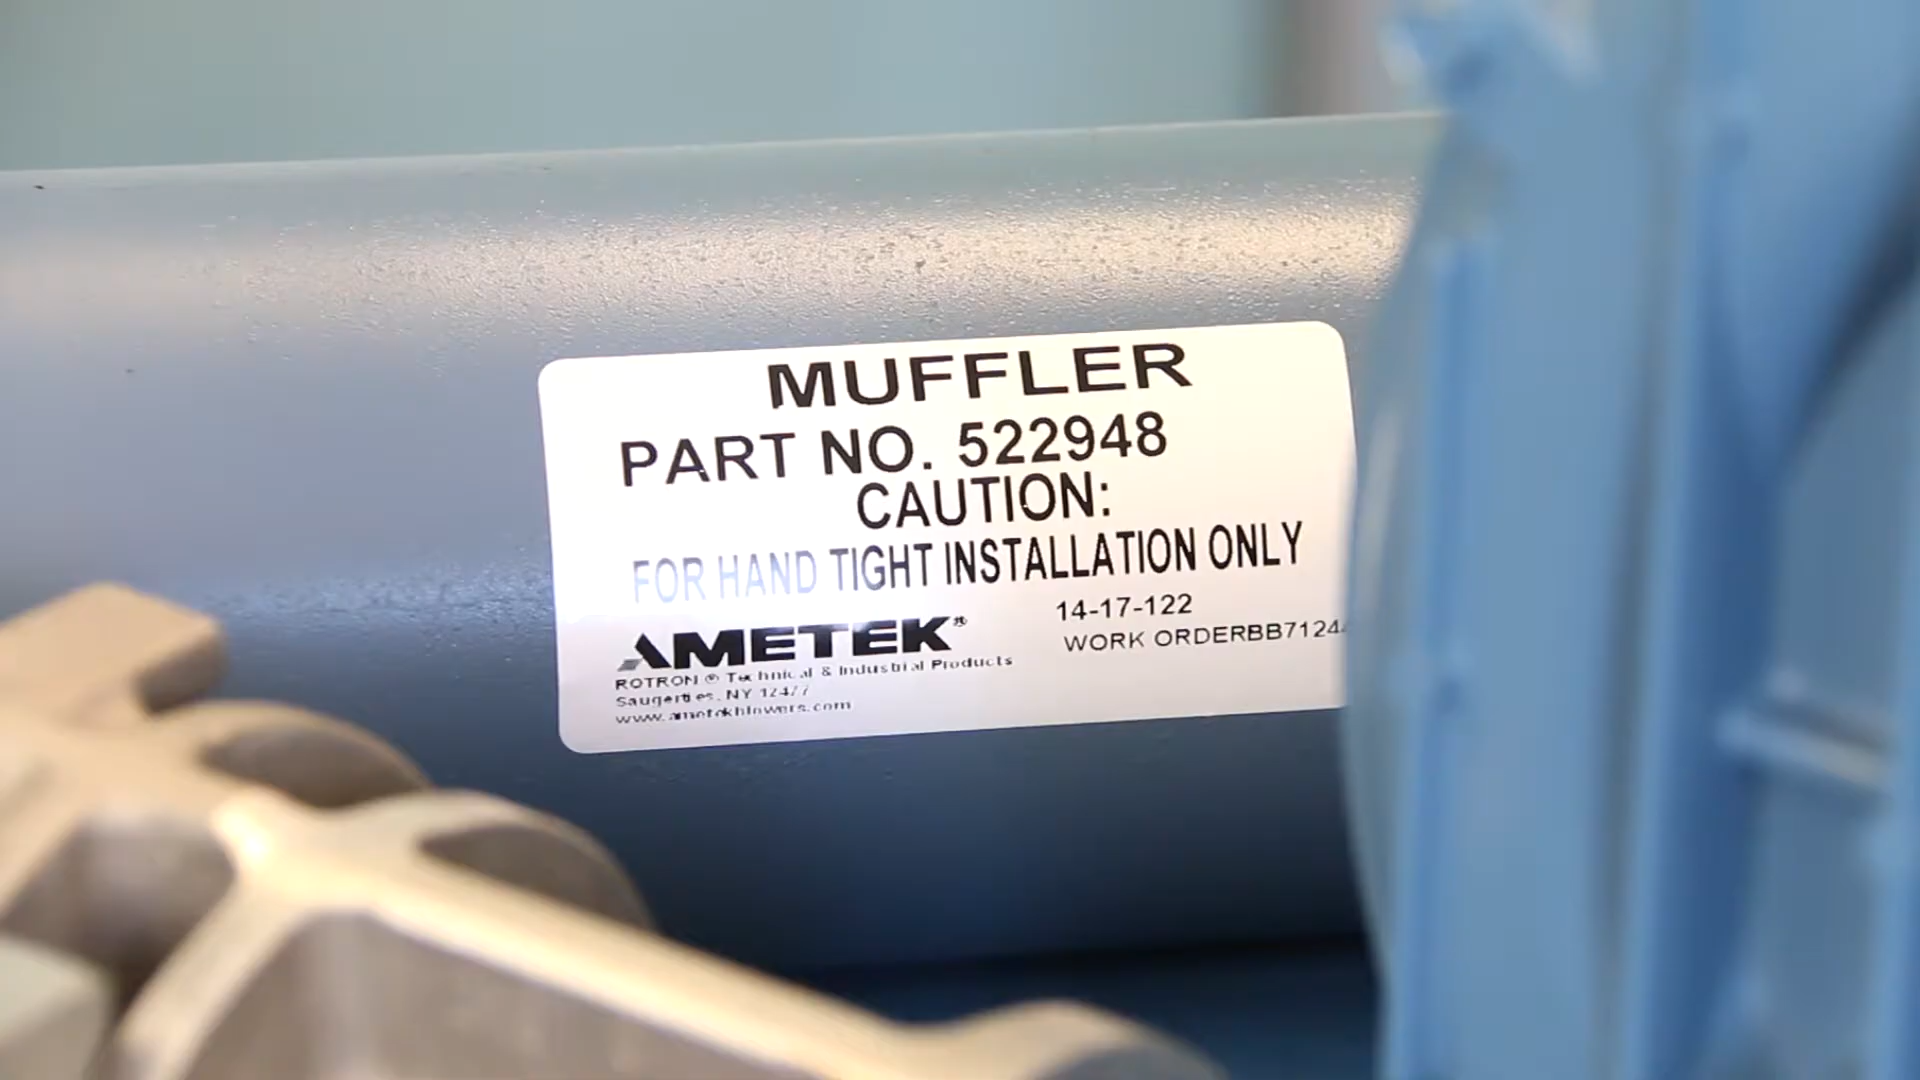 MUFFLER
PART NO. 522948
CAUTION:
FOR HAND TIGHT INSTALLATION ONLY
AMETEK®
14-17-122
WORK ORDERBB7124
ROTRON ® Technical & Industrial Products
Saugerties, NY 12477
www.ametekblowers.com